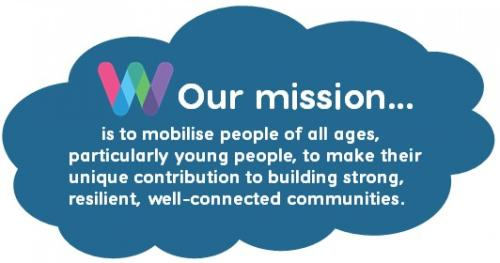 W Our mission...
is to mobilise people of all ages,
particularly young people, to make their
unique contribution to building strong,
resilient, well-connected communities.